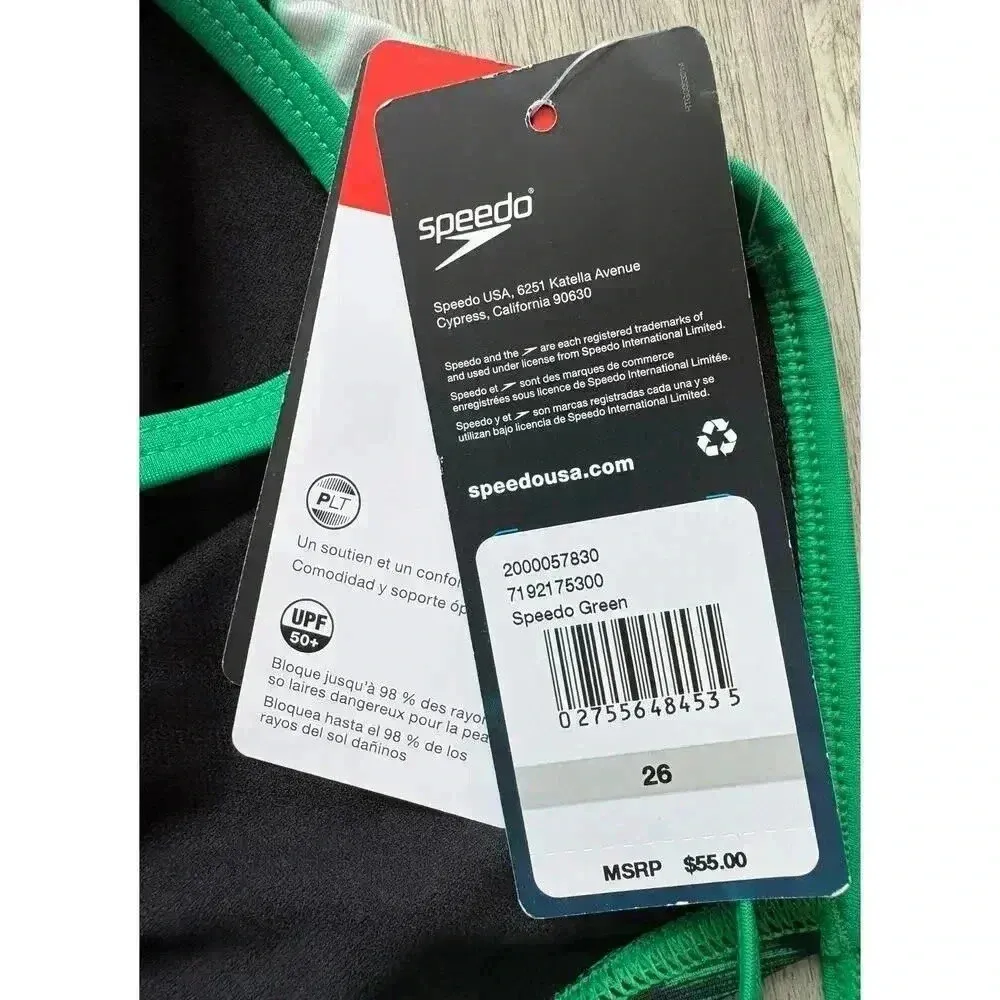 speedo®
Speedo USA, 6251 Katella Avenue
Cypress, California 90630
Speedo and the are each registered trademarks of
and used under license from Speedo International Limited.
Speedo et sont des marques de commerce
enregistrées sous licence de Speedo International Limitée.
Speedo y et son marcas registradas cada una y se
utilizan bajo licencia de Speedo International Limited.
speedousa.com
2000057830
7192175300
Speedo Green
0 27556 48453 5
26
MSRP $55.00
PLT
Un soutien et un confor
Comodidad y soporte óp
UPF
50+
Bloque jusqu'à 98 % des rayon
so laires dangereux pour la pea
Bloquea hasta el 98 % de los
rayos del sol dañinos